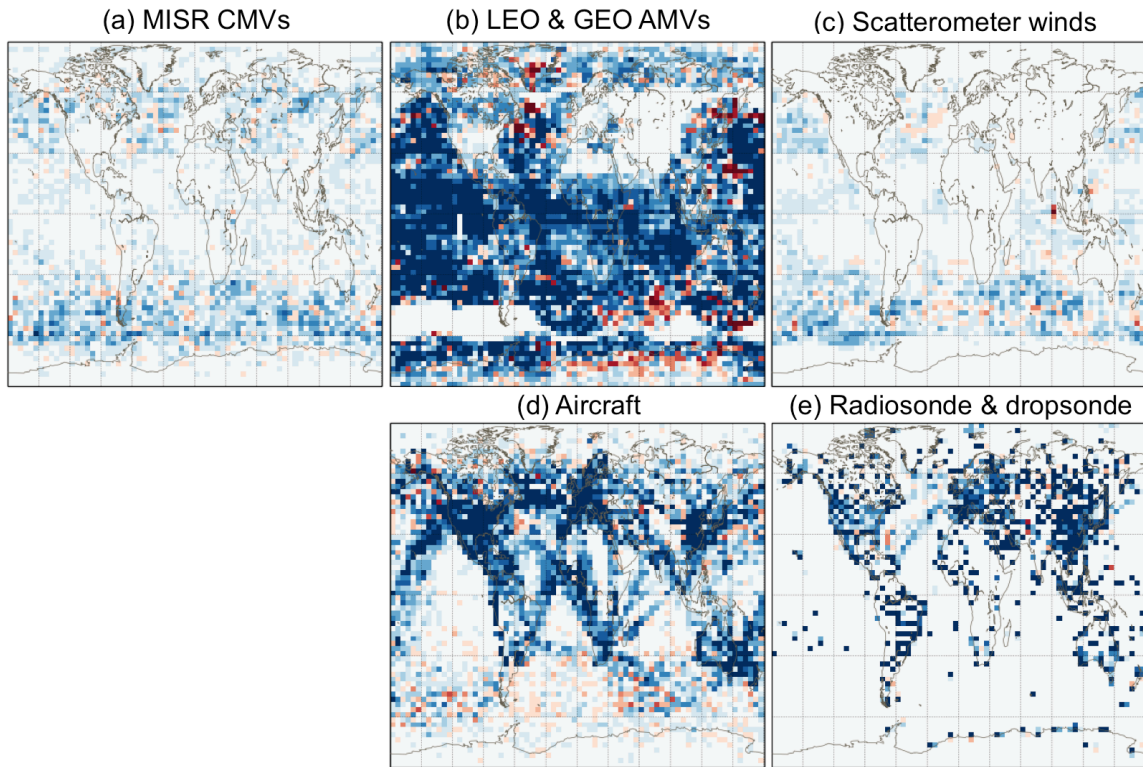 (a) MISR CMVs
(b) LEO & GEO AMVs
(c) Scatterometer winds
(d) Aircraft
(e) Radiosonde & dropsonde